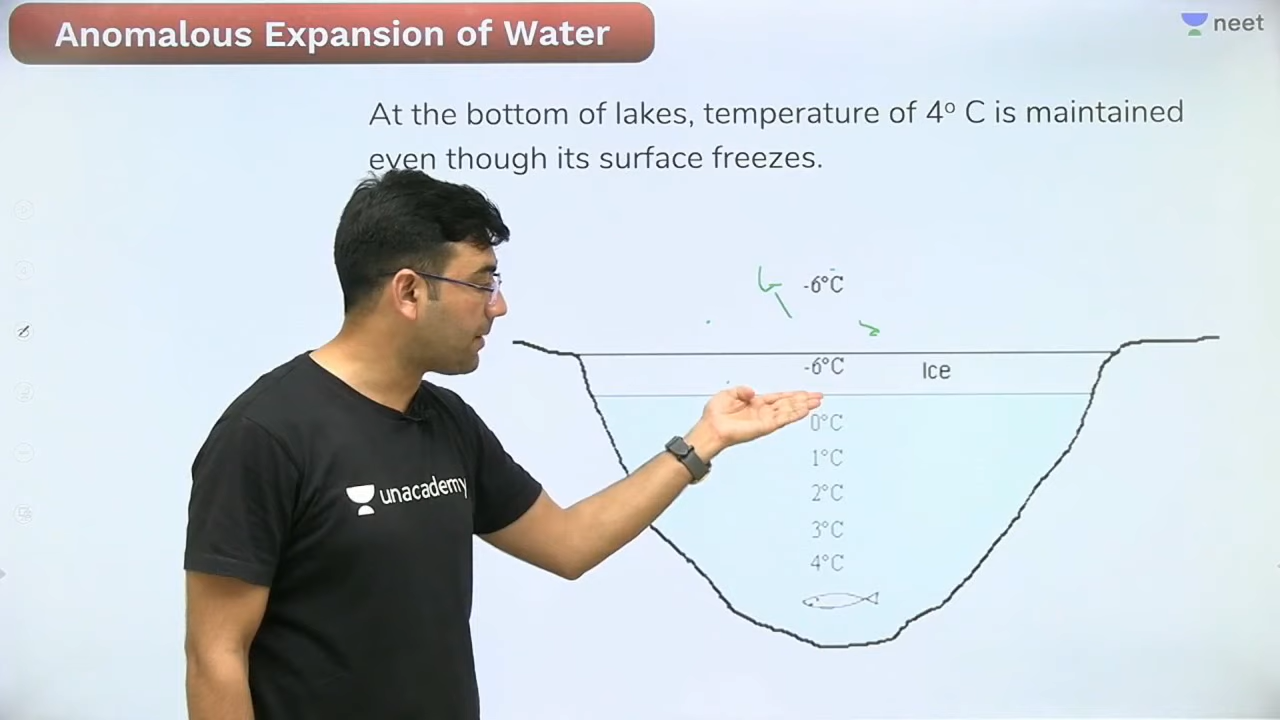 Anomalous Expansion of Water
neet
At the bottom of lakes, temperature of 4° C is maintained
even though its surface freezes.
-6°C
-6°C Ice
0°C
1°C
2°C
3°C
4°C
unacademy